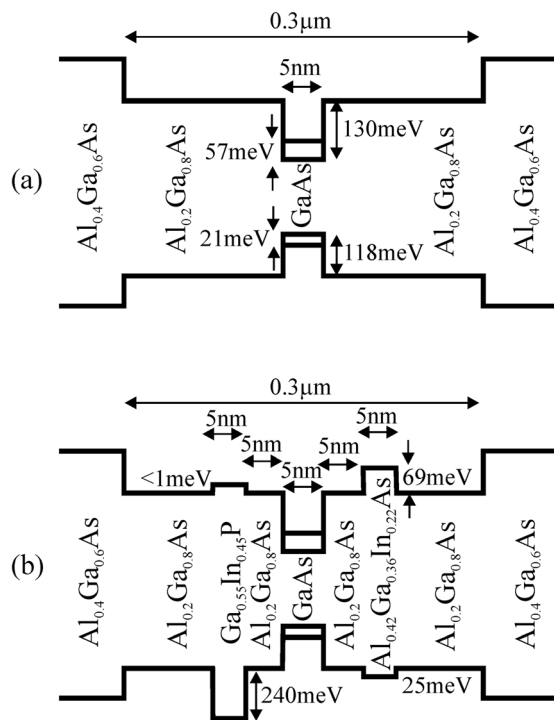 0.3μm
5nm
130meV
57meV
(a)
Al0.4Ga0.6As
Al0.2Ga0.8As
GaAs
Al0.2Ga0.8As
Al0.4Ga0.6As
21meV
118meV
0.3μm
5nm
5nm
5nm
5nm
5nm
<1meV
69meV
(b)
Al0.4Ga0.6As
Al0.2Ga0.8As
Ga0.55In0.45P
Al0.2Ga0.8As
GaAs
Al0.2Ga0.8As
Al0.42Ga0.36In0.22As
Al0.2Ga0.8As
Al0.4Ga0.6As
240meV
25meV